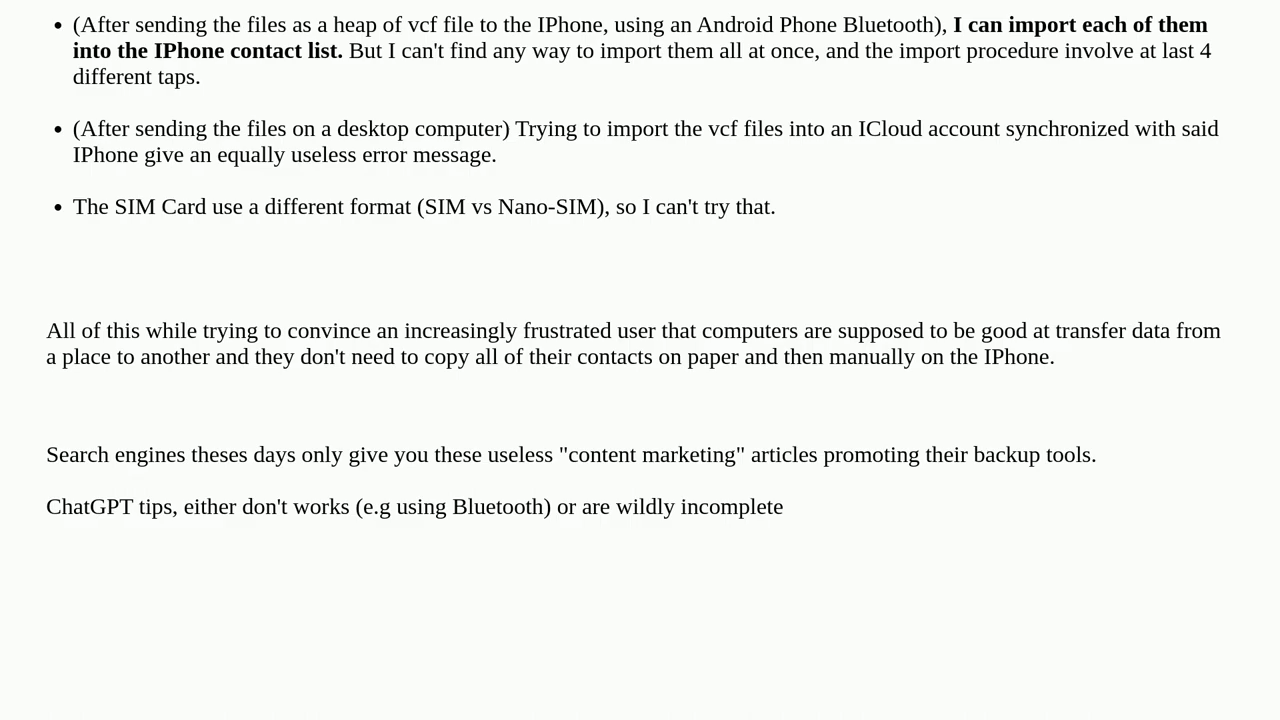 (After sending the files as a heap of vcf file to the IPhone, using an Android Phone Bluetooth), I can import each of them
into the IPhone contact list. But I can't find any way to import them all at once, and the import procedure involve at last 4
different taps.
(After sending the files on a desktop computer) Trying to import the vcf files into an ICloud account synchronized with said
IPhone give an equally useless error message.
The SIM Card use a different format (SIM vs Nano-SIM), so I can't try that.
All of this while trying to convince an increasingly frustrated user that computers are supposed to be good at transfer data from
a place to another and they don't need to copy all of their contacts on paper and then manually on the IPhone.
Search engines theses days only give you these useless "content marketing" articles promoting their backup tools.
ChatGPT tips, either don't works (e.g using Bluetooth) or are wildly incomplete